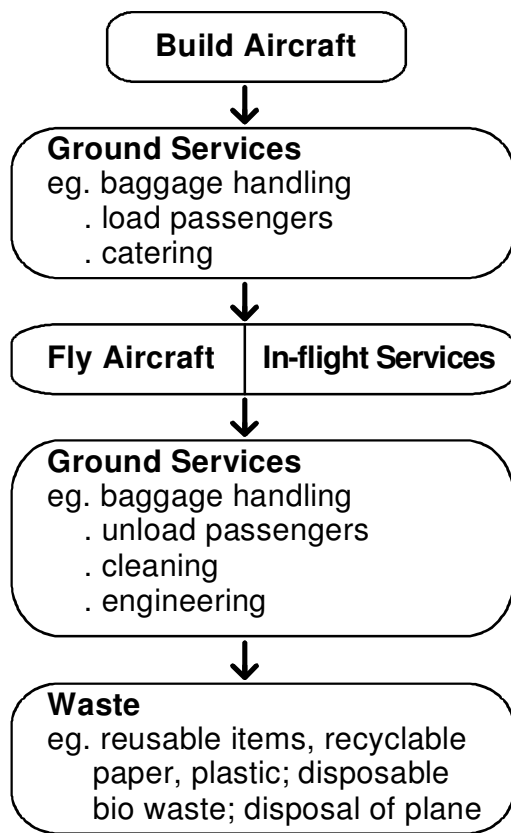 Build Aircraft
Ground Services
eg. baggage handling
. load passengers
. catering
Fly Aircraft
In-flight Services
Ground Services
eg. baggage handling
. unload passengers
. cleaning
. engineering
Waste
eg. reusable items, recyclable
paper, plastic; disposable
bio waste; disposal of plane